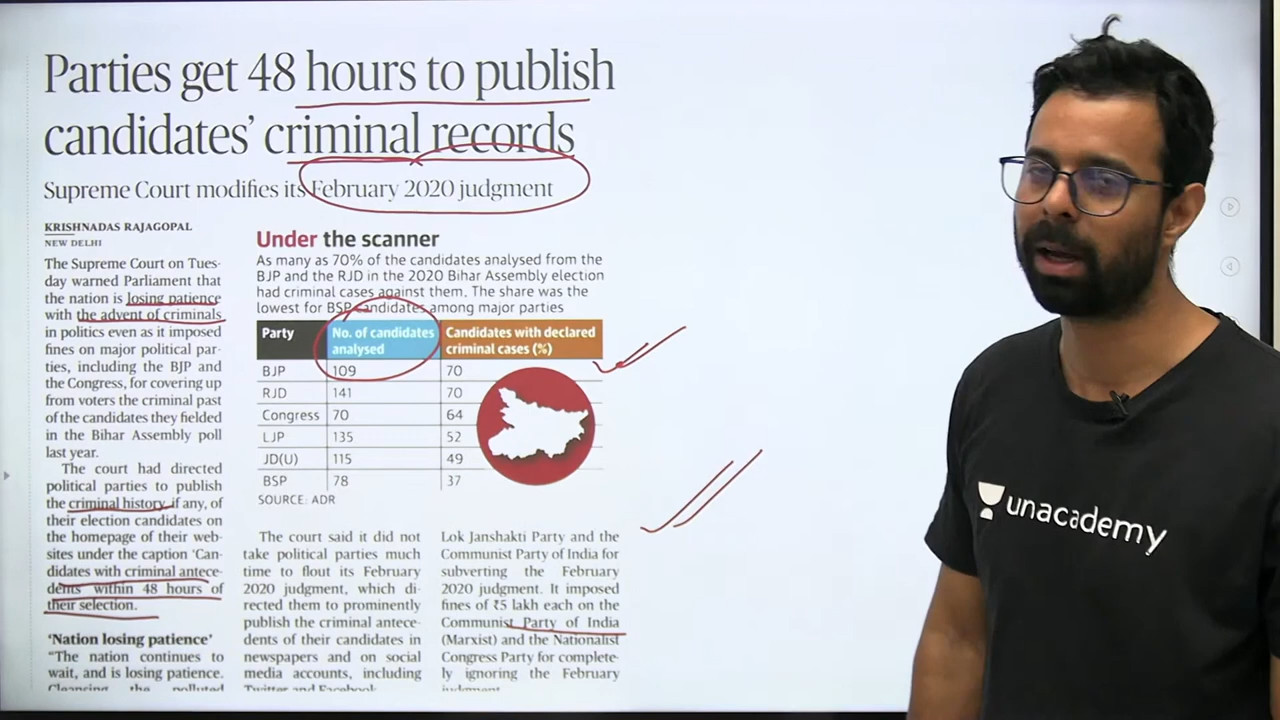 Parties get 48 hours to publish
candidates' criminal records
Supreme Court modifies its February 2020 judgment
KRISHNADAS RAJAGOPAL
NEW DELHI
The Supreme Court on Tues-
day warned Parliament that
the nation is losing patience
with the advent of criminals
in politics even as it imposed
fines on major political par-
ties, including the BJP and
the Congress, for covering up
from voters the criminal past
of the candidates they fielded
in the Bihar Assembly poll
last year.
The court had directed
political parties to publish
the criminal history, if any, of
their election candidates on
the homepage of their web-
sites under the caption 'Can-
didates with criminal antece-
dents' within 48 hours of
their selection.
'Nation losing patience'
"The nation continues to
wait, and is losing patience.
Cleansing the polluted
Under the scanner
As many as 70% of the candidates analysed from the
BJP and the RJD in the 2020 Bihar Assembly election
had criminal cases against them. The share was the
lowest for BSP candidates among major parties
Party No. of candidates analysed Candidates with declared criminal cases (%)
BJP 109 70
RJD 141 70
Congress 70 64
LJP 135 52
JD(U) 115 49
BSP 78 37
SOURCE: ADR
The court said it did not
take political parties much
time to flout its February
2020 judgment, which di-
rected them to prominently
publish the criminal antece-
dents of their candidates in
newspapers and on social
media accounts, including
Twitter and Facebook.
Lok Janshakti Party and the
Communist Party of India for
subverting the February
2020 judgment. It imposed
fines of ₹5 lakh each on the
Communist Party of India
(Marxist) and the Nationalist
Congress Party for complete-
ly ignoring the February
judgment.
unacademy